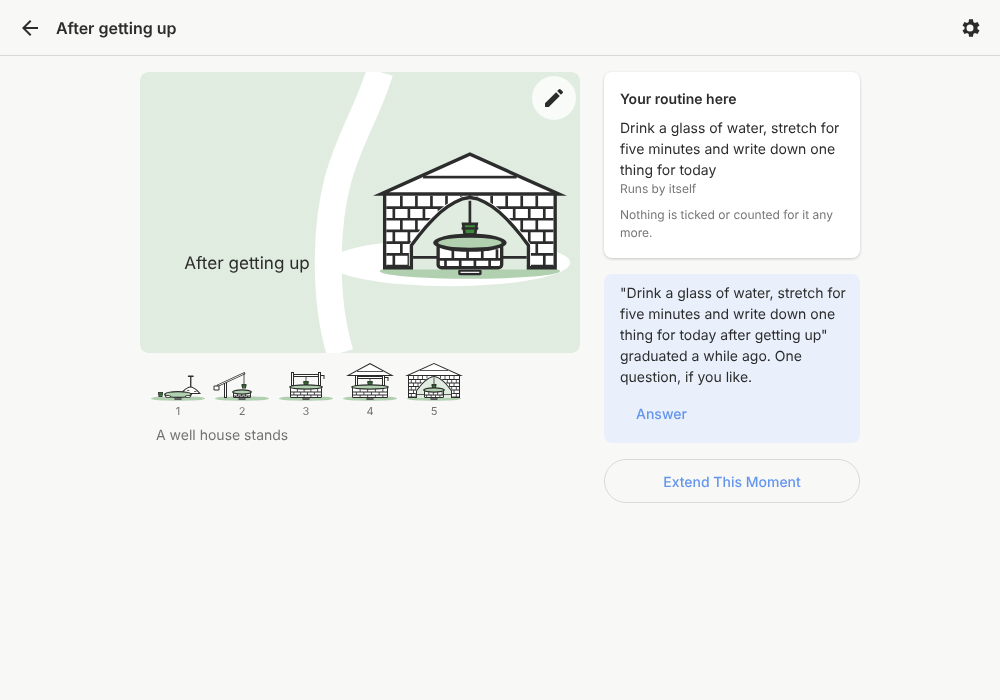 After getting up
After getting up
1
2
3
4
5
A well house stands
Your routine here
Drink a glass of water, stretch for
five minutes and write down one
thing for today
Runs by itself
Nothing is ticked or counted for it any
more.
"Drink a glass of water, stretch for
five minutes and write down one
thing for today after getting up"
graduated a while ago. One
question, if you like.
Answer
Extend This Moment